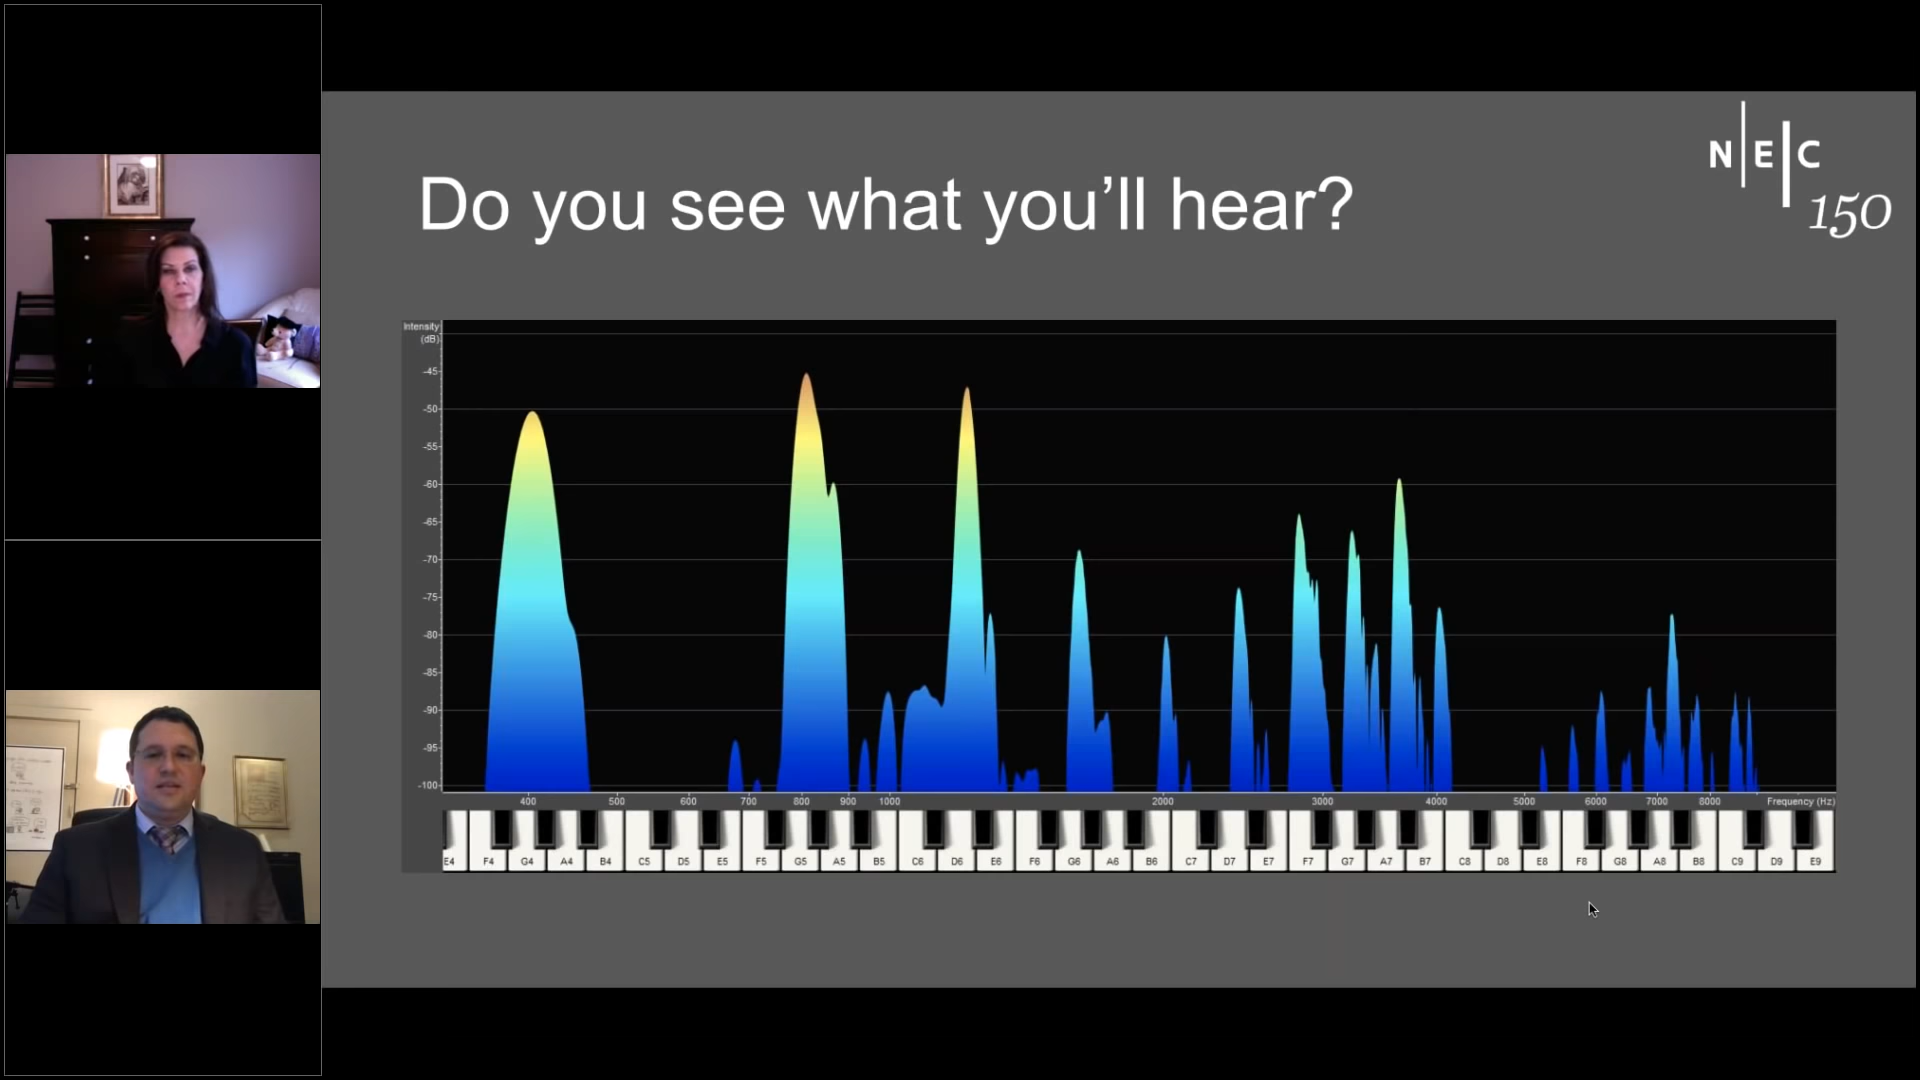 N E C
150
Do you see what you’ll hear?
Intensity
(dB)
-45
-50
-55
-60
-65
-70
-75
-80
-85
-90
-95
-100
400 500 600 700 800 900 1000 2000 3000 4000 5000 6000 7000 8000 Frequency (Hz)
E4 F4 G4 A4 B4 C5 D5 E5 F5 G5 A5 B5 C6 D6 E6 F6 G6 A6 B6 C7 D7 E7 F7 G7 A7 B7 C8 D8 E8 F8 G8 A8 B8 C9 D9 E9